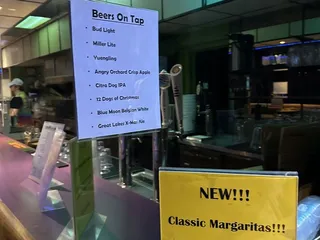 Beers On Tap
Bud Light
Miller Lite
Yuengling
Angry Orchard Crisp Apple
Citra Dog IPA
12 Dogs of Christmas
Blue Moon Belgian White
Great Lakes X-Mas Ale
NEW!!!
Classic Margaritas!!!